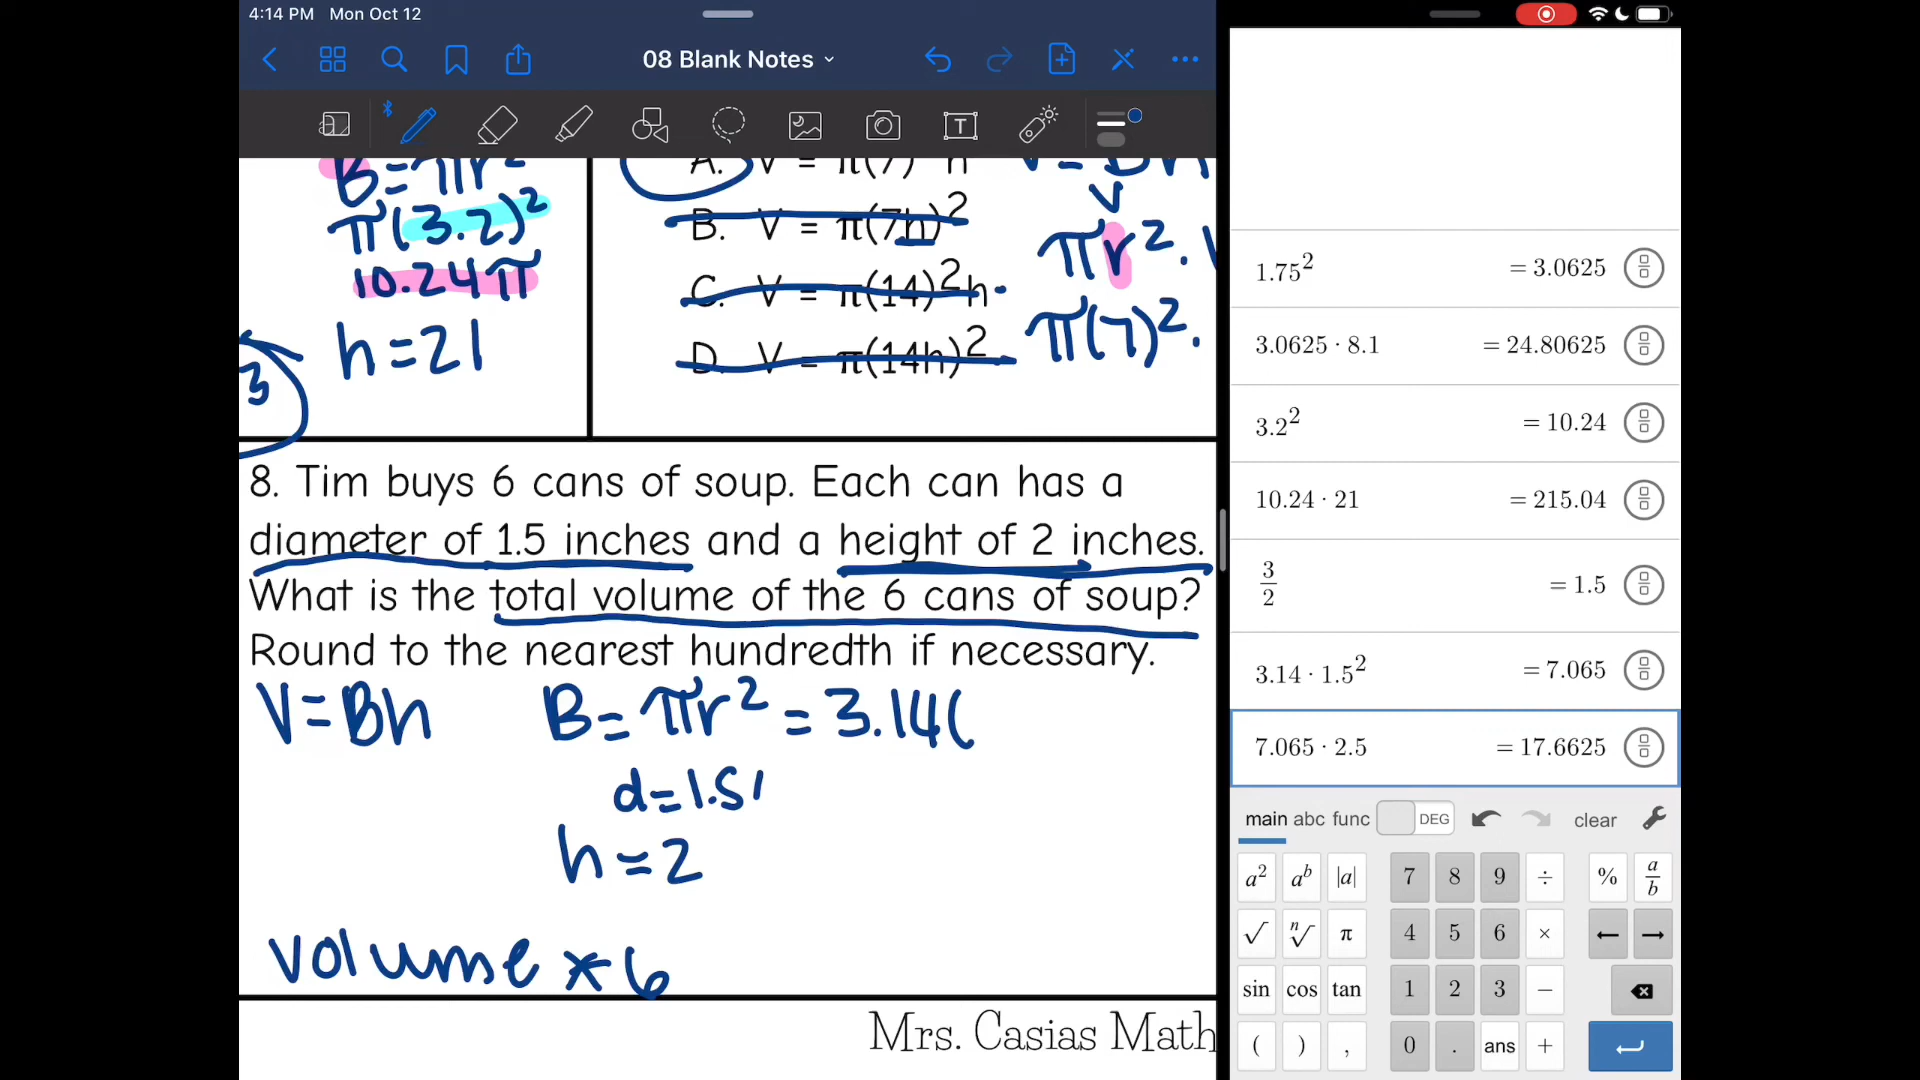 4:14 PM Mon Oct 12
08 Blank Notes
B=πr²
π(3.2)²
10.24π
h=21
3
A. V = π(7) h
B. V = π(7h)²
C. V = π(14)²h
D. V = π(14h)²
V
πr².
π(7)².
8. Tim buys 6 cans of soup. Each can has a
diameter of 1.5 inches and a height of 2 inches.
What is the total volume of the 6 cans of soup?
Round to the nearest hundredth if necessary.
V=Bh B=πr²=3.14(
d=1.5
h=2
volume * 6
Mrs. Casias Math
1.75² = 3.0625
3.0625 · 8.1 = 24.80625
3.2² = 10.24
10.24 · 21 = 215.04
3/2 = 1.5
3.14 · 1.5² = 7.065
7.065 · 2.5 = 17.6625
main abc func DEG clear
a² aᵇ |a| 7 8 9 ÷ % a/b
√ ⁿ√ π 4 5 6 × ← →
sin cos tan 1 2 3 −
( ) , 0 . ans +